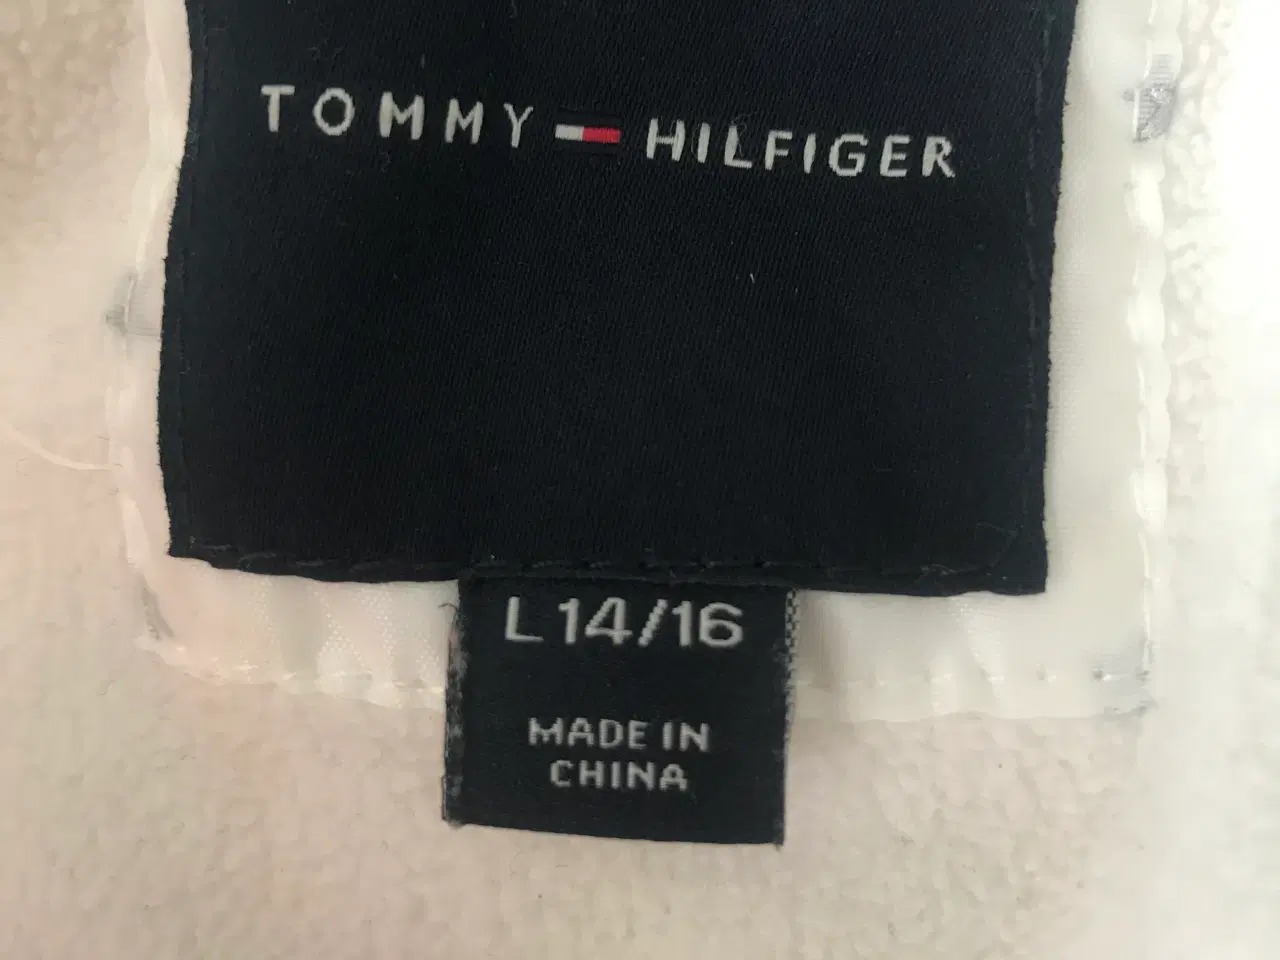 TOMMY HILFIGER
L 14/16
MADE IN
CHINA